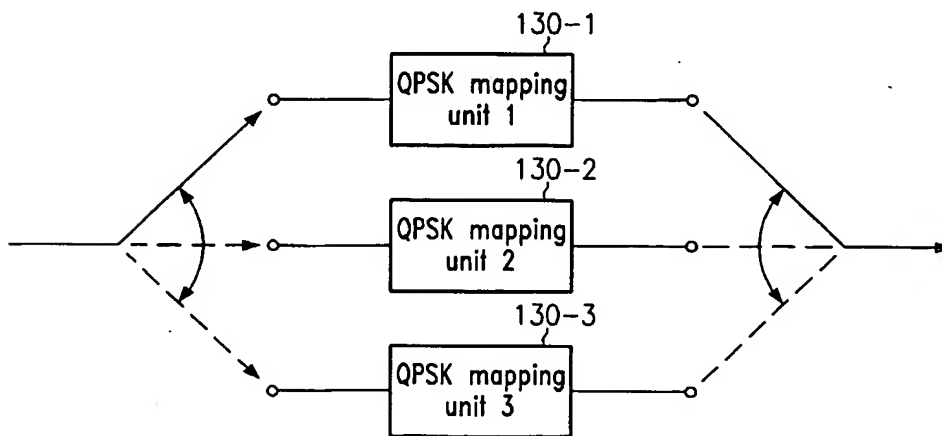 130-1
QPSK mapping
unit 1
130-2
QPSK mapping
unit 2
130-3
QPSK mapping
unit 3